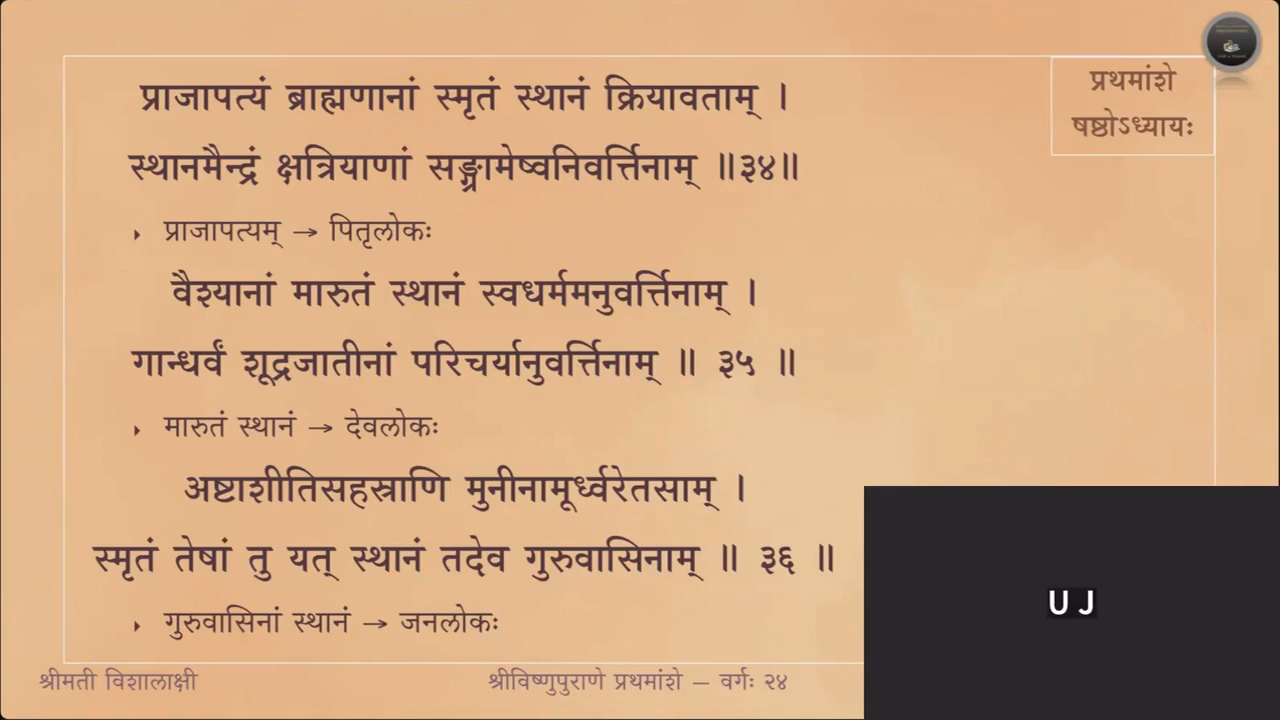 प्राजापत्यं ब्राह्मणानां स्मृतं स्थानं क्रियावताम् ।
स्थानमैन्द्रं क्षत्रियाणां सङ्ग्रामेष्वनिवर्त्तिनाम् ॥३४॥
प्राजापत्यम् → पितृलोकः
वैश्यानां मारुतं स्थानं स्वधर्ममनुवर्त्तिनाम् ।
गान्धर्वं शूद्रजातीनां परिचर्यानुवर्त्तिनाम् ॥ ३५ ॥
मारुतं स्थानं → देवलोकः
अष्टाशीतिसहस्राणि मुनीनामूर्ध्वरेतसाम् ।
स्मृतं तेषां तु यत् स्थानं तदेव गुरुवासिनाम् ॥ ३६ ॥
गुरुवासिनां स्थानं → जनलोकः
प्रथमांशे
षष्ठोऽध्यायः
U J
श्रीमती विशालाक्षी
श्रीविष्णुपुराणे प्रथमांशे – वर्गः २४